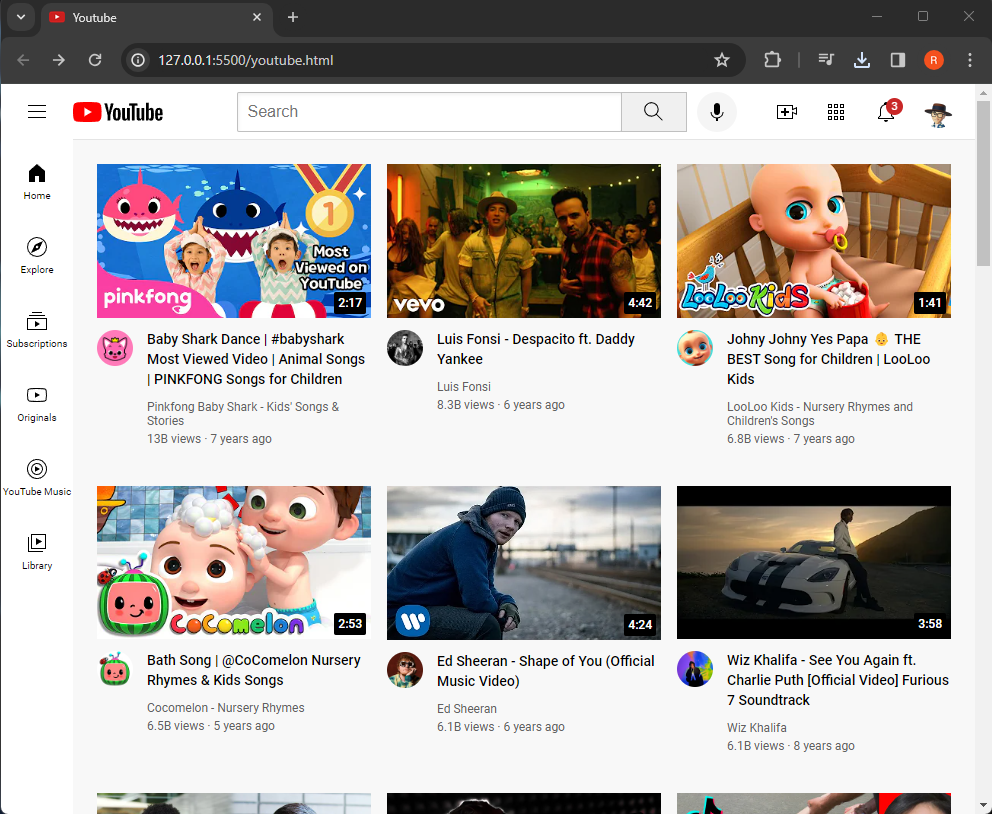 Youtube
127.0.0.1:5500/youtube.html
R
YouTube
Search
3
Home
Explore
Subscriptions
Originals
YouTube Music
Library
1
Most
Viewed on
YouTube
pinkfong
2:17
Baby Shark Dance | #babyshark
Most Viewed Video | Animal Songs
| PINKFONG Songs for Children
Pinkfong Baby Shark - Kids' Songs &
Stories
13B views · 7 years ago
vevo
4:42
Luis Fonsi - Despacito ft. Daddy
Yankee
Luis Fonsi
8.3B views · 6 years ago
LooLoo KidS
1:41
Johny Johny Yes Papa 👶 THE
BEST Song for Children | LooLoo
Kids
LooLoo Kids - Nursery Rhymes and
Children's Songs
6.8B views · 7 years ago
CoComelon
2:53
Bath Song | @CoComelon Nursery
Rhymes & Kids Songs
Cocomelon - Nursery Rhymes
6.5B views · 5 years ago
4:24
Ed Sheeran - Shape of You (Official
Music Video)
Ed Sheeran
6.1B views · 6 years ago
3:58
Wiz Khalifa - See You Again ft.
Charlie Puth [Official Video] Furious
7 Soundtrack
Wiz Khalifa
6.1B views · 8 years ago